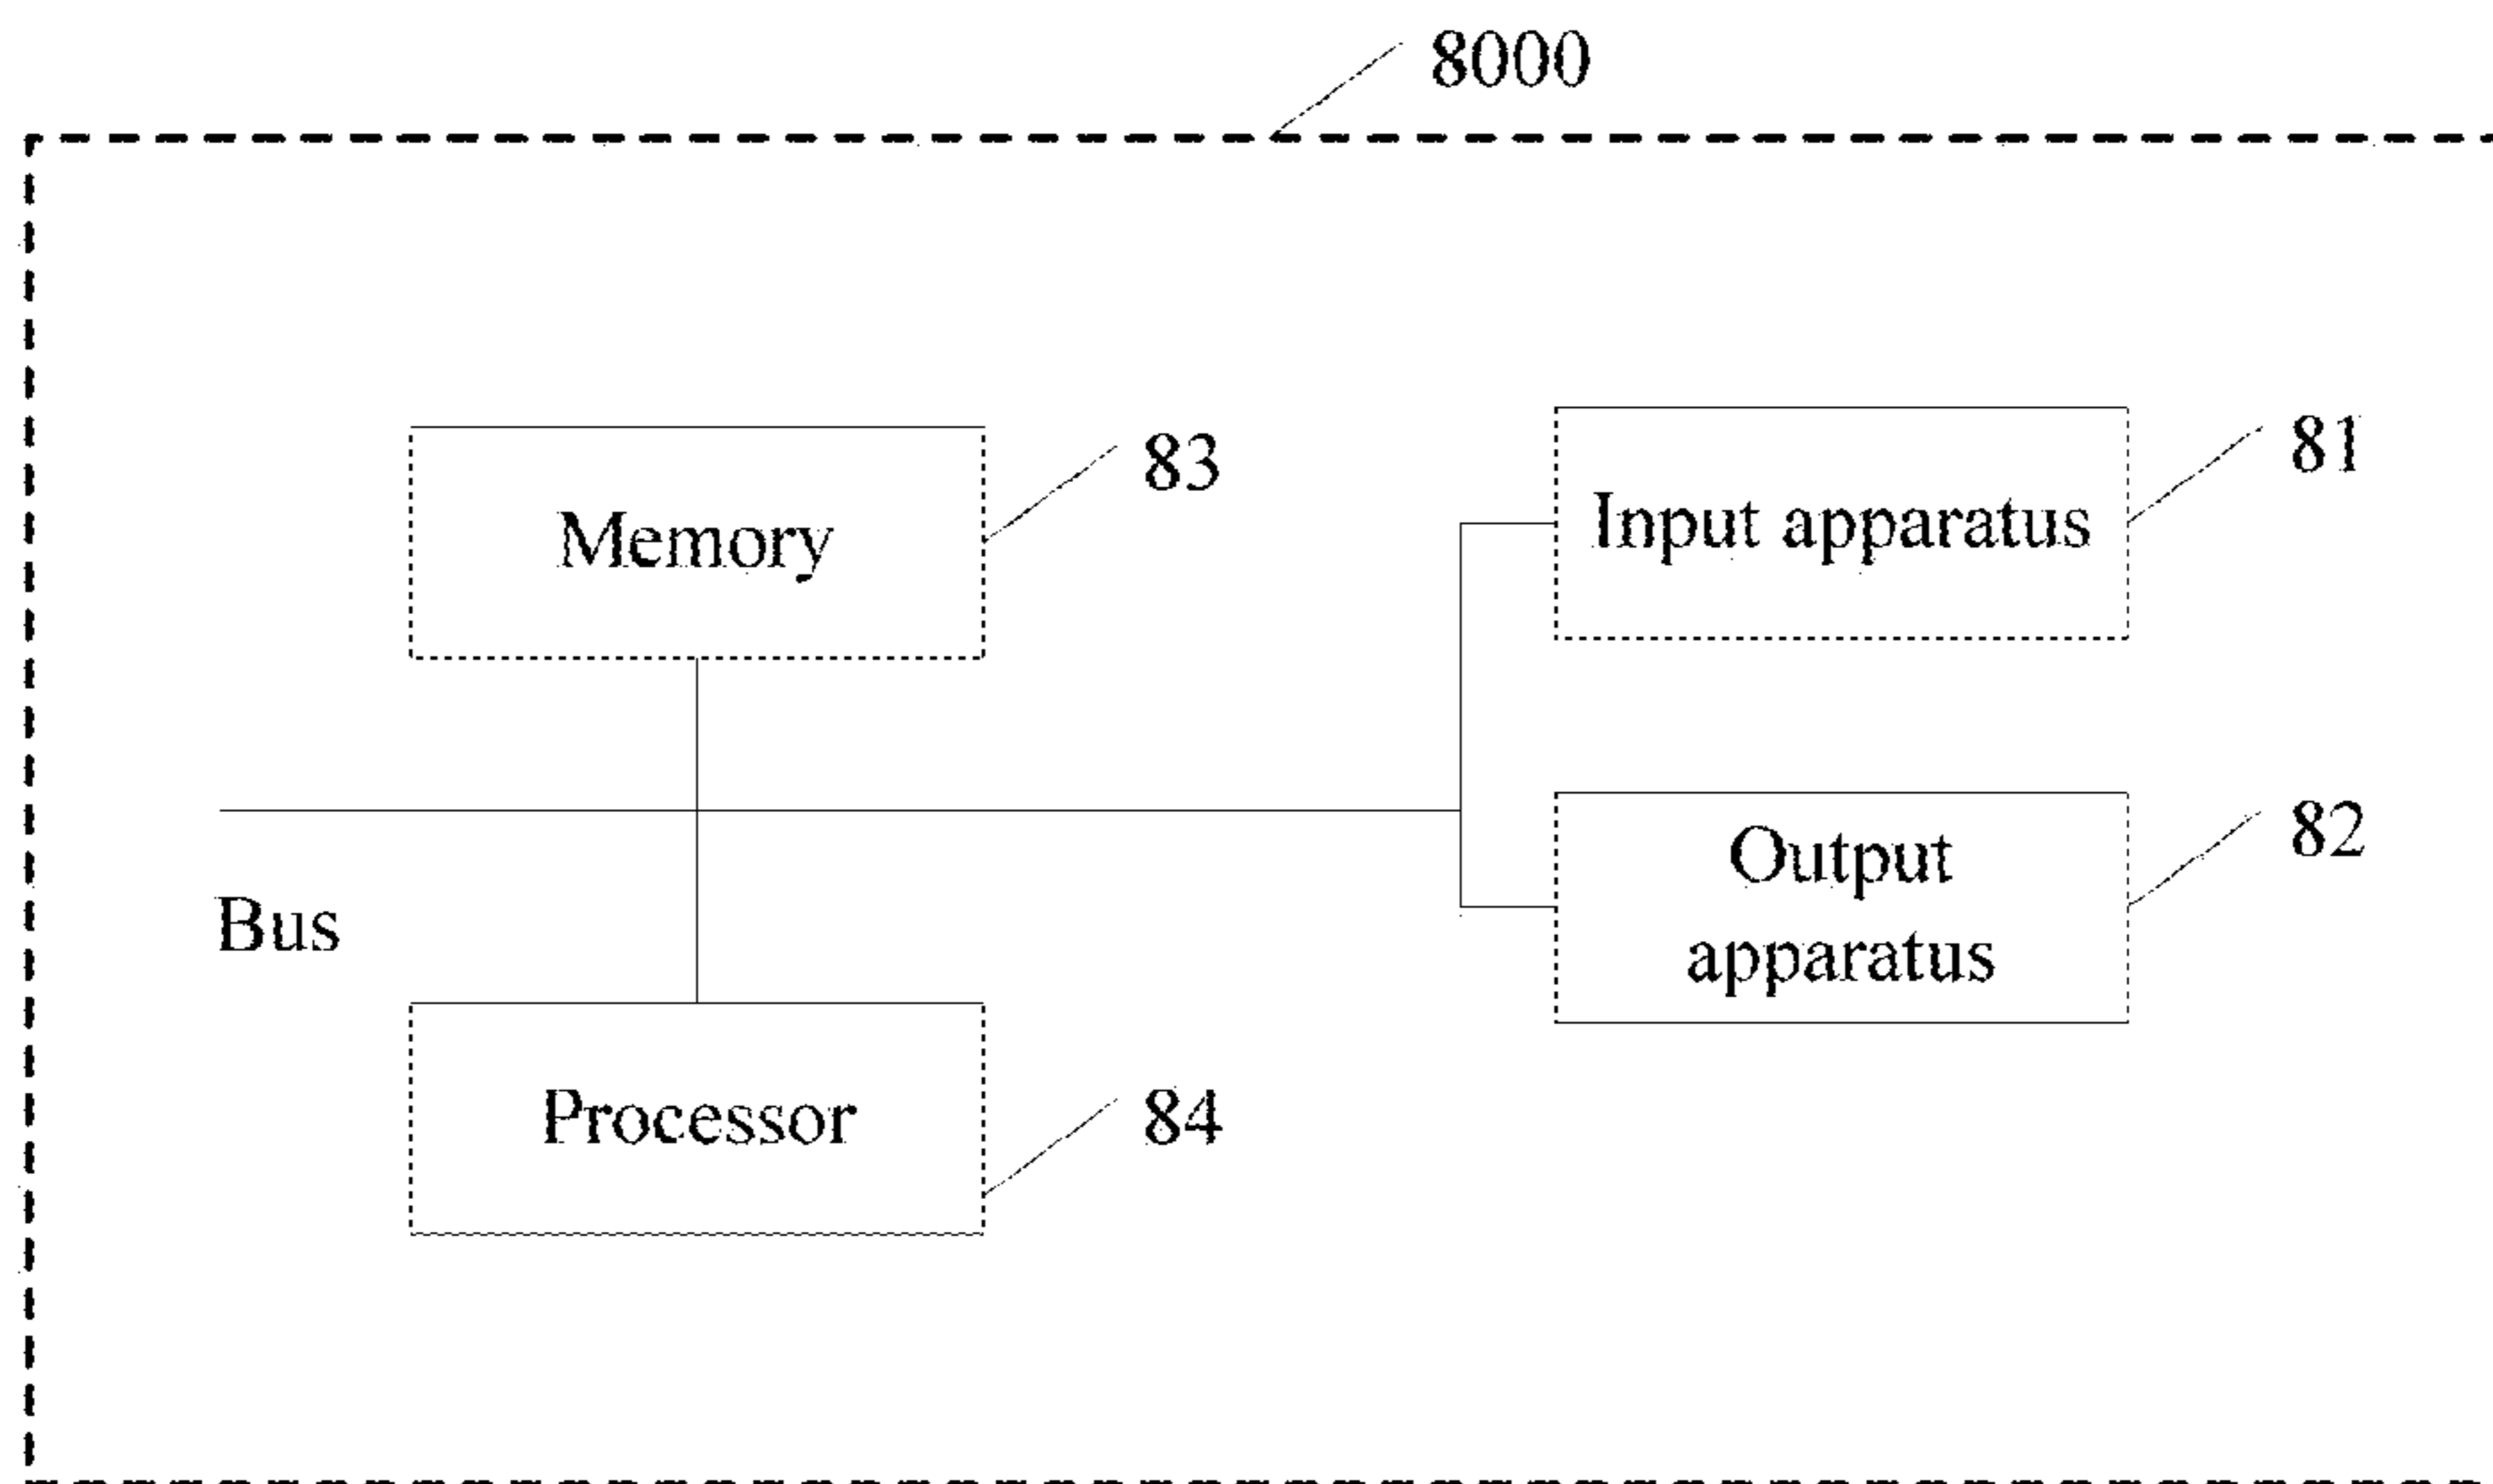 8000
83
Memory
81
Input apparatus
82
Output
apparatus
Bus
84
Processor